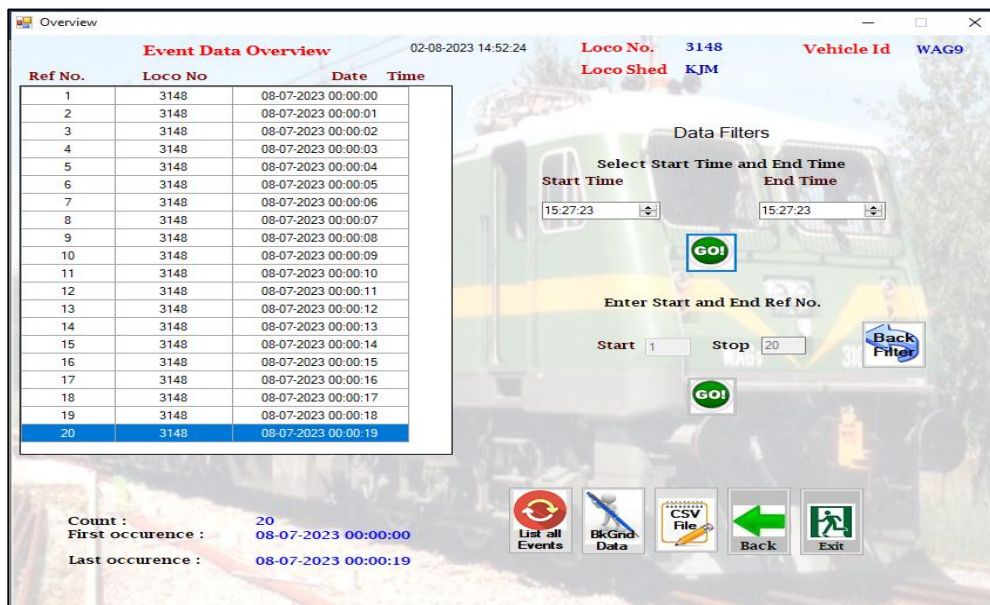 Overview
Event Data Overview 02-08-2023 14:52:24 Loco No. 3148 Vehicle Id WAG9
Loco Shed KJM
Ref No. Loco No Date Time
1 3148 08-07-2023 00:00:00
2 3148 08-07-2023 00:00:01
3 3148 08-07-2023 00:00:02
4 3148 08-07-2023 00:00:03
5 3148 08-07-2023 00:00:04
6 3148 08-07-2023 00:00:05
7 3148 08-07-2023 00:00:06
8 3148 08-07-2023 00:00:07
9 3148 08-07-2023 00:00:08
10 3148 08-07-2023 00:00:09
11 3148 08-07-2023 00:00:10
12 3148 08-07-2023 00:00:11
13 3148 08-07-2023 00:00:12
14 3148 08-07-2023 00:00:13
15 3148 08-07-2023 00:00:14
16 3148 08-07-2023 00:00:15
17 3148 08-07-2023 00:00:16
18 3148 08-07-2023 00:00:17
19 3148 08-07-2023 00:00:18
20 3148 08-07-2023 00:00:19
Data Filters
Select Start Time and End Time
Start Time End Time
15:27:23 15:27:23
GO!
Enter Start and End Ref No.
Start 1 Stop 20
Back
Filter
GO!
Count : 20
First occurence : 08-07-2023 00:00:00
Last occurence : 08-07-2023 00:00:19
List all
Events
BkGnd
Data
CSV
File
Back
Exit